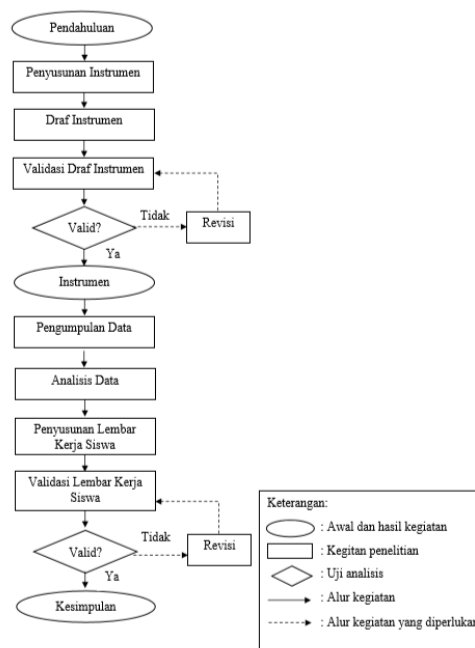 Pendahuluan
Penyusunan Instrumen
Draf Instrumen
Validasi Draf Instrumen
Valid?
Tidak
Revisi
Ya
Instrumen
Pengumpulan Data
Analisis Data
Penyusunan Lembar
Kerja Siswa
Validasi Lembar Kerja
Siswa
Valid?
Tidak
Revisi
Ya
Kesimpulan
Keterangan:
: Awal dan hasil kegiatan
: Kegitan penelitian
: Uji analisis
: Alur kegiatan
: Alur kegiatan yang diperlukan